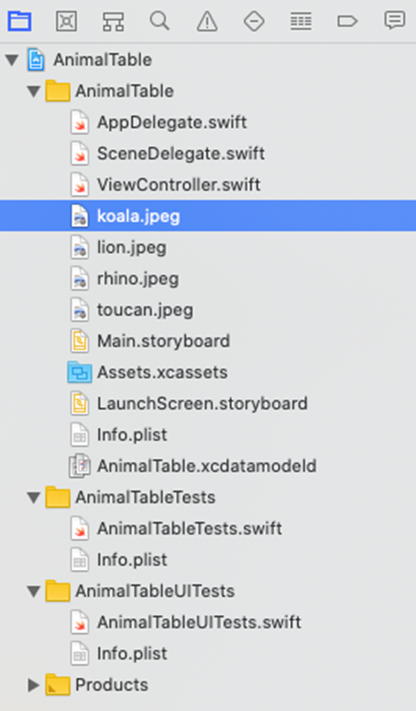 AnimalTable
AnimalTable
AppDelegate.swift
SceneDelegate.swift
ViewController.swift
koala.jpeg
lion.jpeg
rhino.jpeg
toucan.jpeg
Main.storyboard
Assets.xcassets
LaunchScreen.storyboard
Info.plist
AnimalTable.xcdatamodeld
AnimalTableTests
AnimalTableTests.swift
Info.plist
AnimalTableUITests
AnimalTableUITests.swift
Info.plist
Products